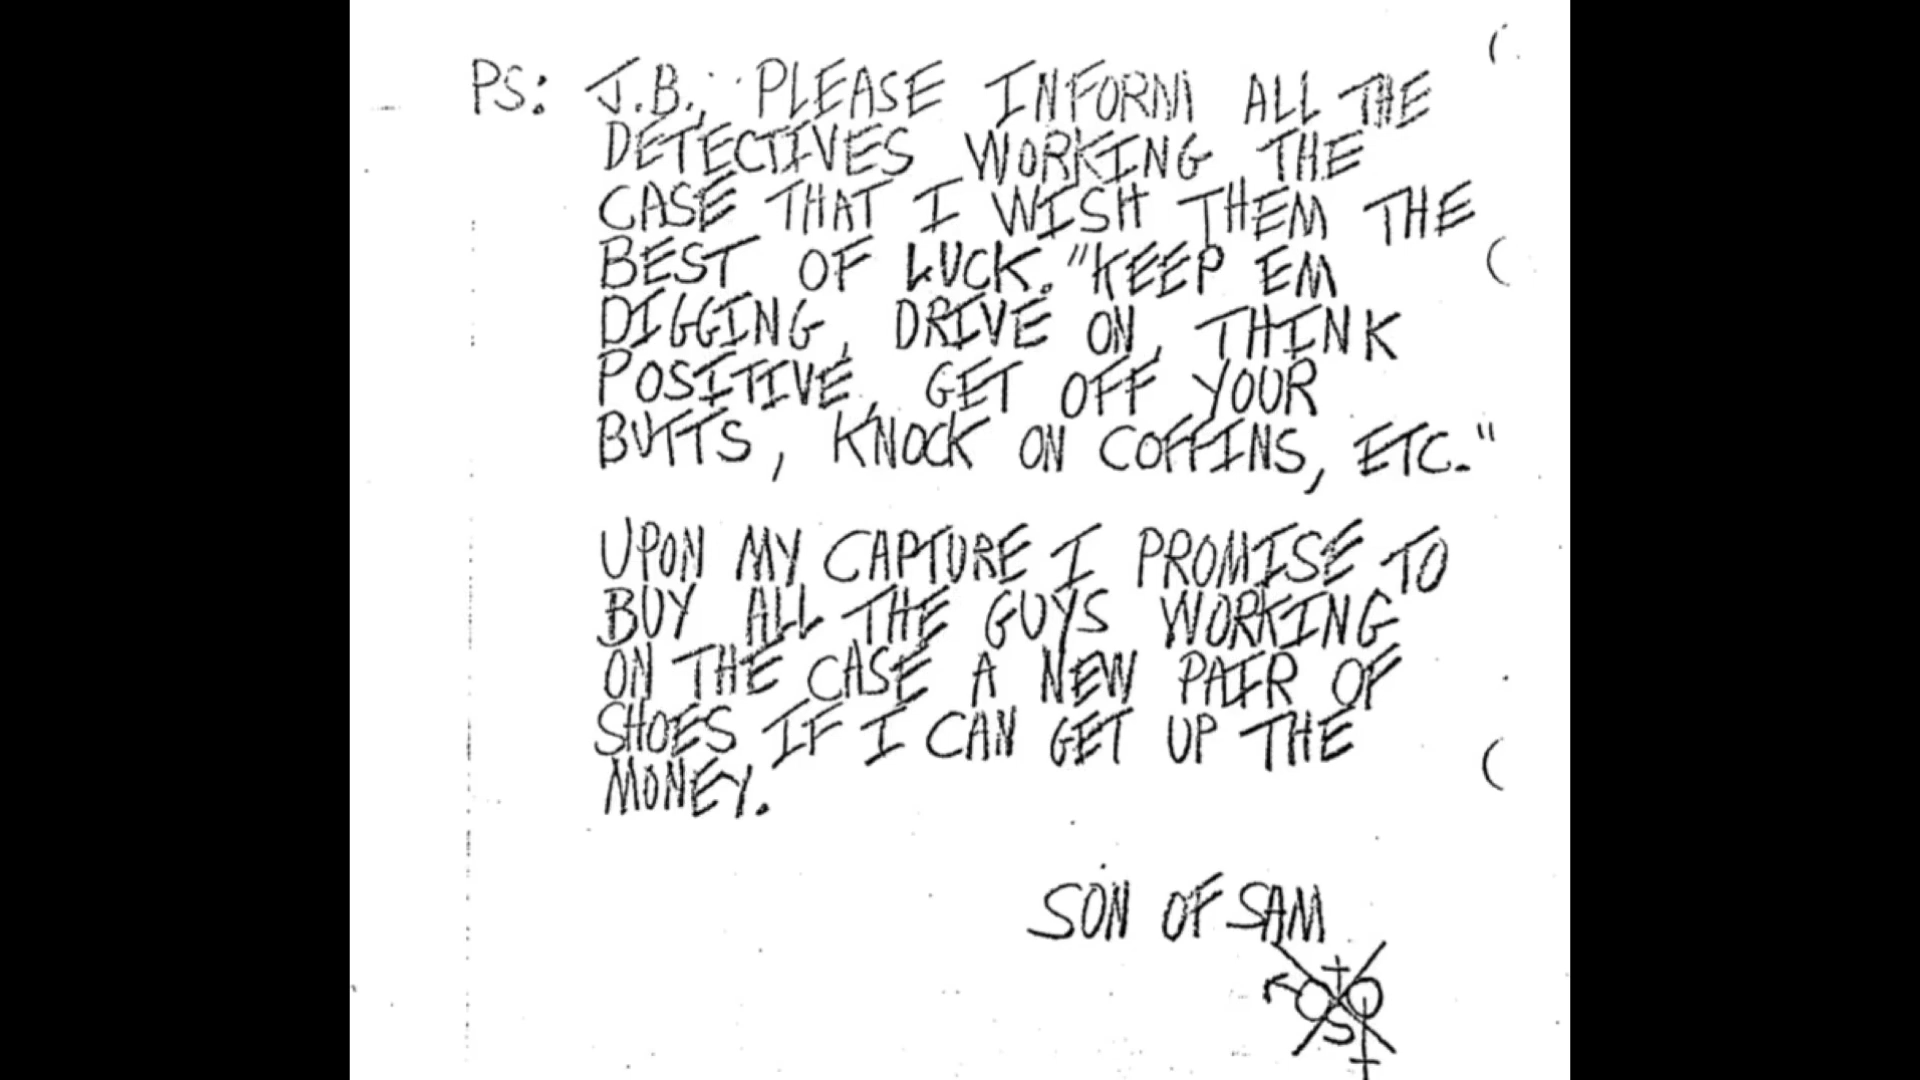 PS: J.B., PLEASE INFORM ALL THE
DETECTIVES WORKING THE
CASE THAT I WISH THEM THE
BEST OF LUCK. "KEEP EM
DIGGING, DRIVE ON, THINK
POSITIVE, GET OFF YOUR
BUTTS, KNOCK ON COFFINS, ETC."
UPON MY CAPTURE I PROMISE TO
BUY ALL THE GUYS WORKING
ON THE CASE A NEW PAIR OF
SHOES IF I CAN GET UP THE
MONEY.
SON OF SAM
S